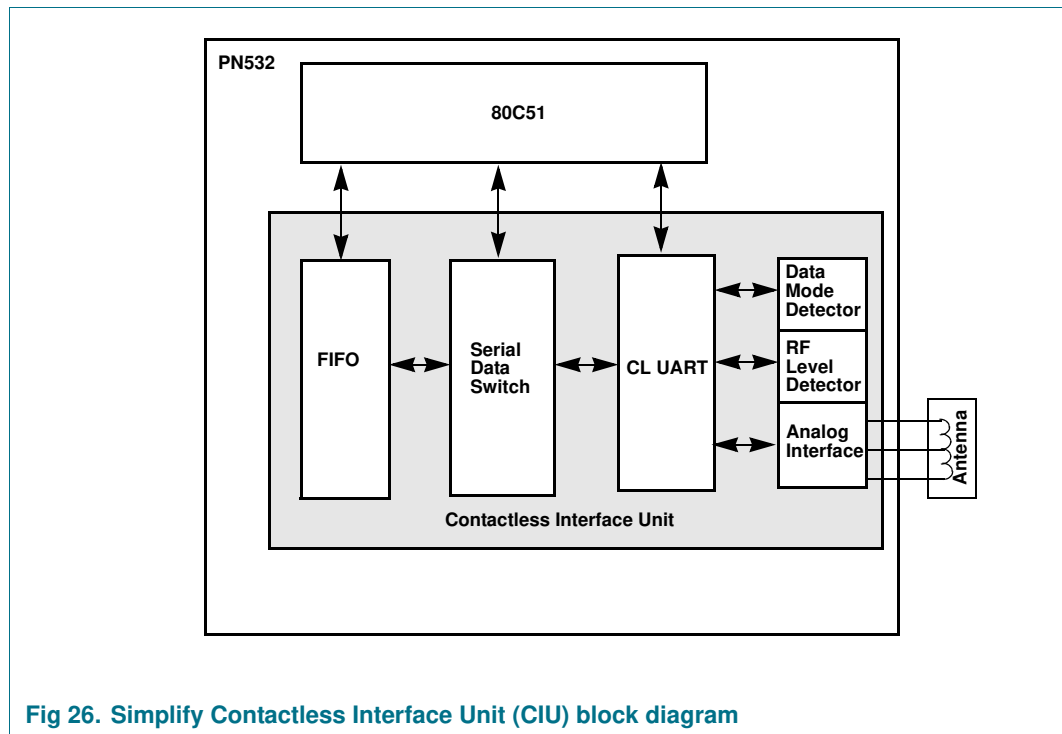 PN532
80C51
FIFO
Serial
Data
Switch
CL UART
Data
Mode
Detector
RF
Level
Detector
Analog
Interface
Antenna
Contactless Interface Unit
Fig 26. Simplify Contactless Interface Unit (CIU) block diagram